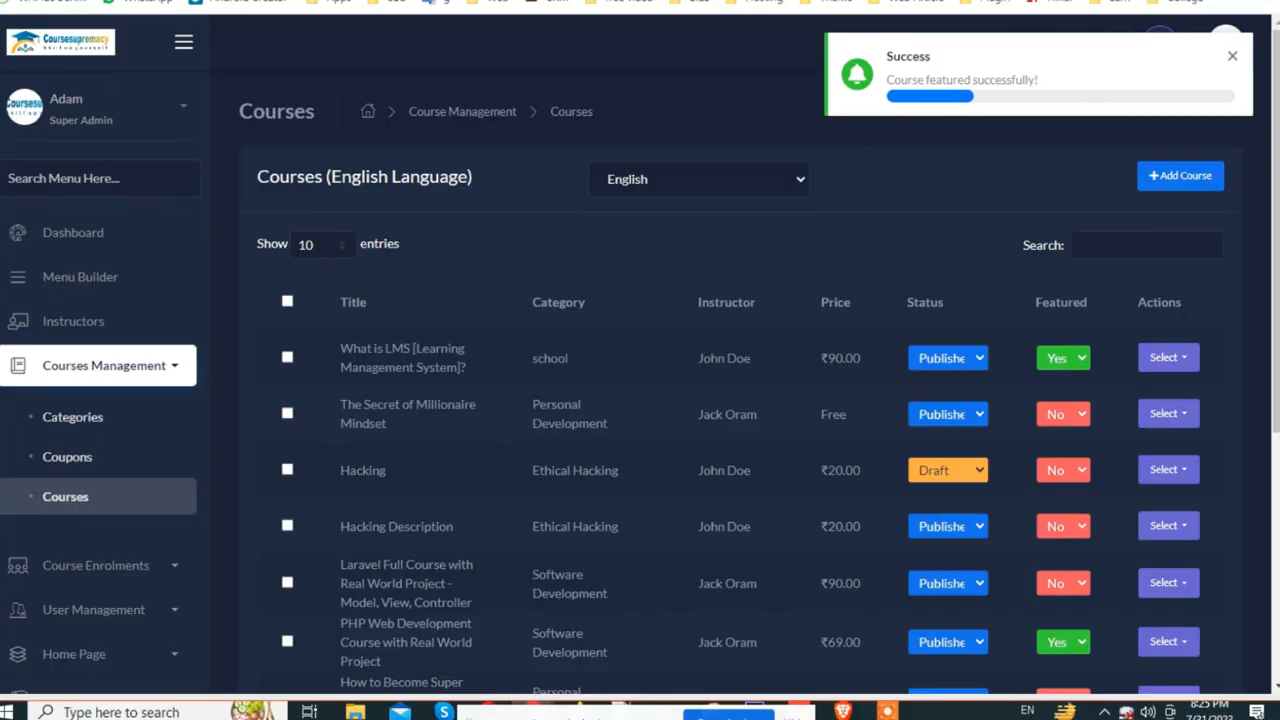 Coursesupremacy
Success
Course featured successfully!
Adam
Super Admin
Courses
Course Management
Courses
Search Menu Here...
Courses (English Language)
English
Add Course
Show 10 entries
Search:
Dashboard
Menu Builder
Instructors
Courses Management
Categories
Coupons
Courses
Course Enrolments
User Management
Home Page
Title Category Instructor Price Status Featured Actions
What is LMS [Learning
Management System]?
school John Doe ₹90.00 Publishe Yes Select
The Secret of Millionaire
Mindset
Personal
Development
Jack Oram Free Publishe No Select
Hacking Ethical Hacking John Doe ₹20.00 Draft No Select
Hacking Description Ethical Hacking John Doe ₹20.00 Publishe No Select
Laravel Full Course with
Real World Project -
Model, View, Controller
Software
Development
Jack Oram ₹90.00 Publishe No Select
PHP Web Development
Course with Real World
Project
Software
Development
Jack Oram ₹69.00 Publishe Yes Select
How to Become Super
Personal
Type here to search
EN
8:25 PM